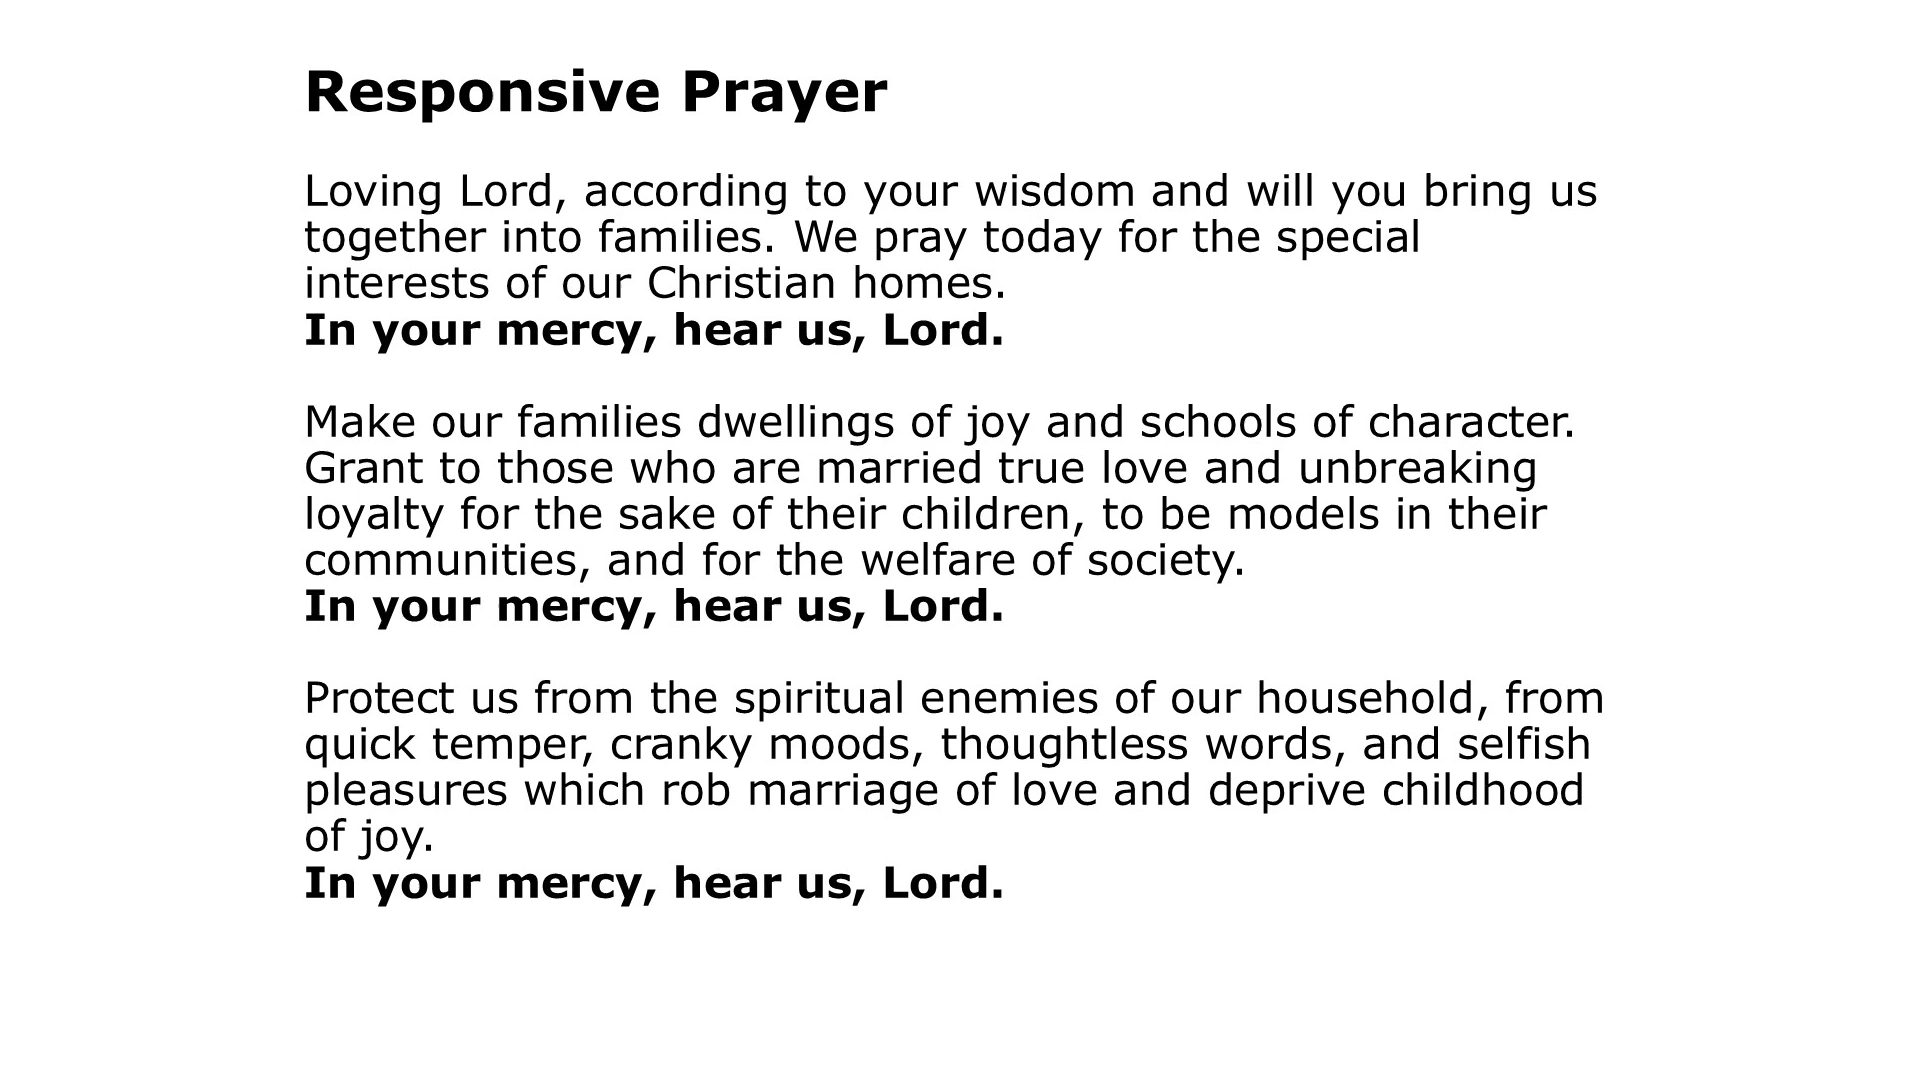 Responsive Prayer
Loving Lord, according to your wisdom and will you bring us
together into families. We pray today for the special
interests of our Christian homes.
In your mercy, hear us, Lord.
Make our families dwellings of joy and schools of character.
Grant to those who are married true love and unbreaking
loyalty for the sake of their children, to be models in their
communities, and for the welfare of society.
In your mercy, hear us, Lord.
Protect us from the spiritual enemies of our household, from
quick temper, cranky moods, thoughtless words, and selfish
pleasures which rob marriage of love and deprive childhood
of joy.
In your mercy, hear us, Lord.